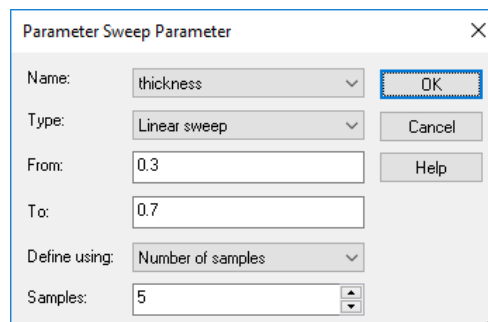 Parameter Sweep Parameter
Name: thickness OK
Type: Linear sweep Cancel
From: 0.3 Help
To: 0.7
Define using: Number of samples
Samples: 5